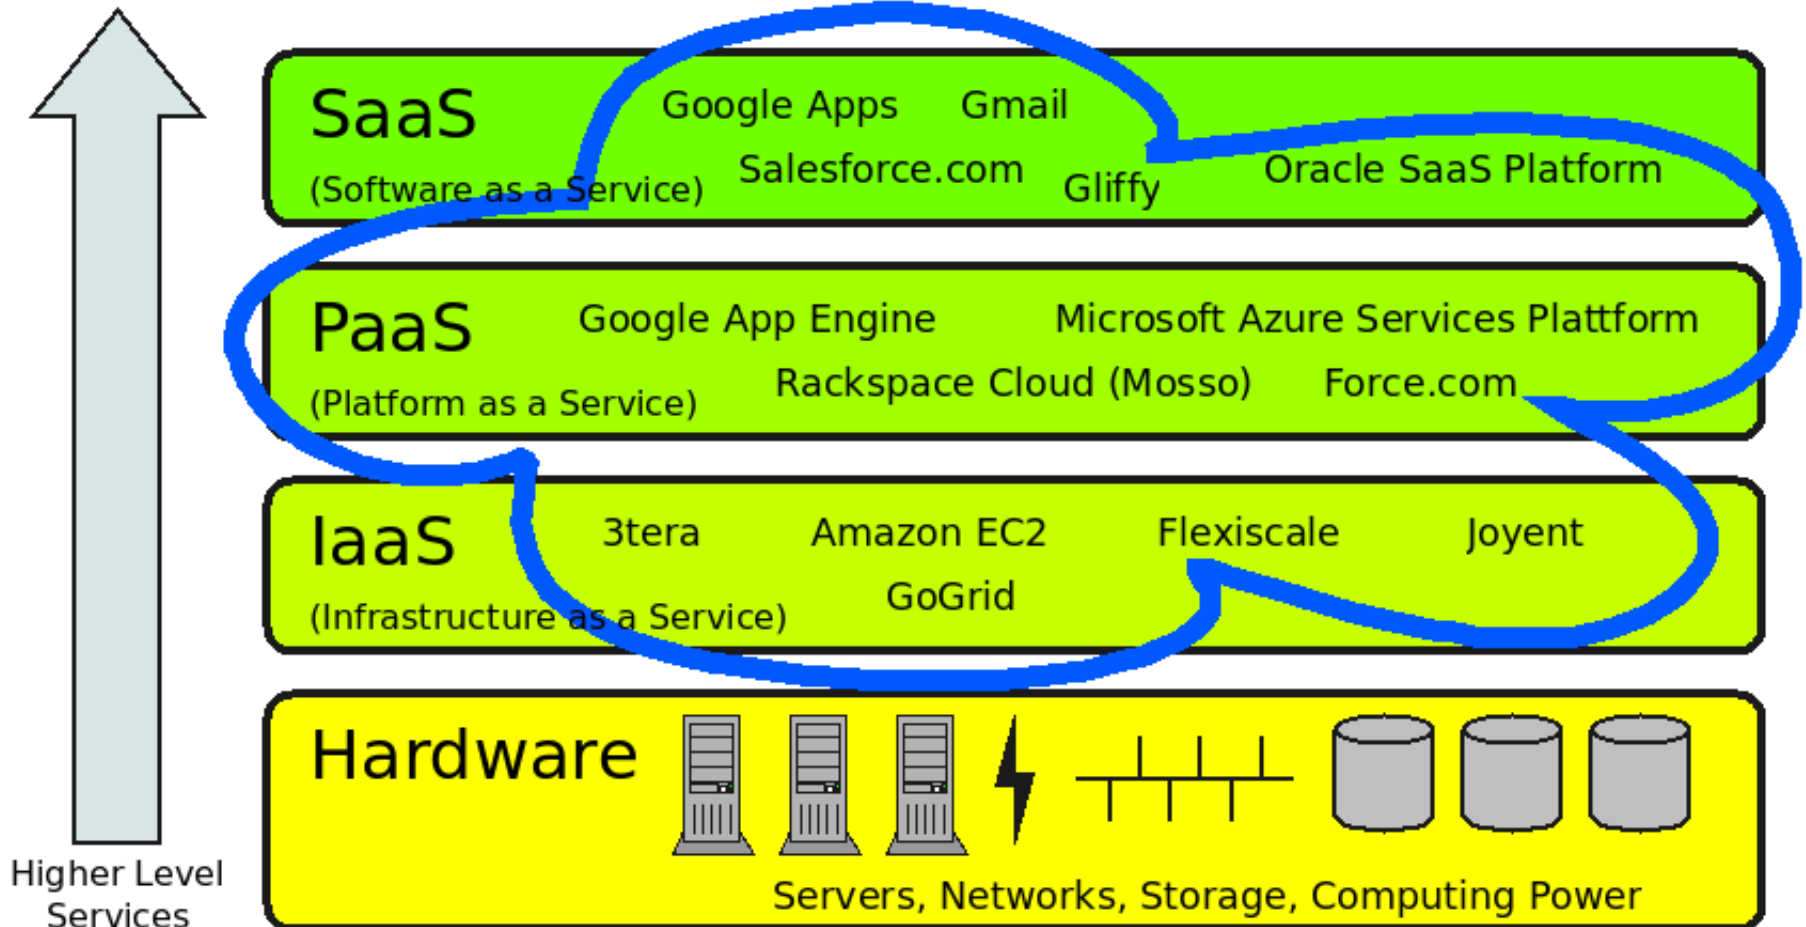 SaaS
Google Apps Gmail
Salesforce.com Gliffy Oracle SaaS Platform
(Software as a Service)
PaaS
Google App Engine Microsoft Azure Services Plattform
Rackspace Cloud (Mosso) Force.com
(Platform as a Service)
IaaS
3tera Amazon EC2 Flexiscale Joyent
GoGrid
(Infrastructure as a Service)
Hardware
Servers, Networks, Storage, Computing Power
Higher Level
Services